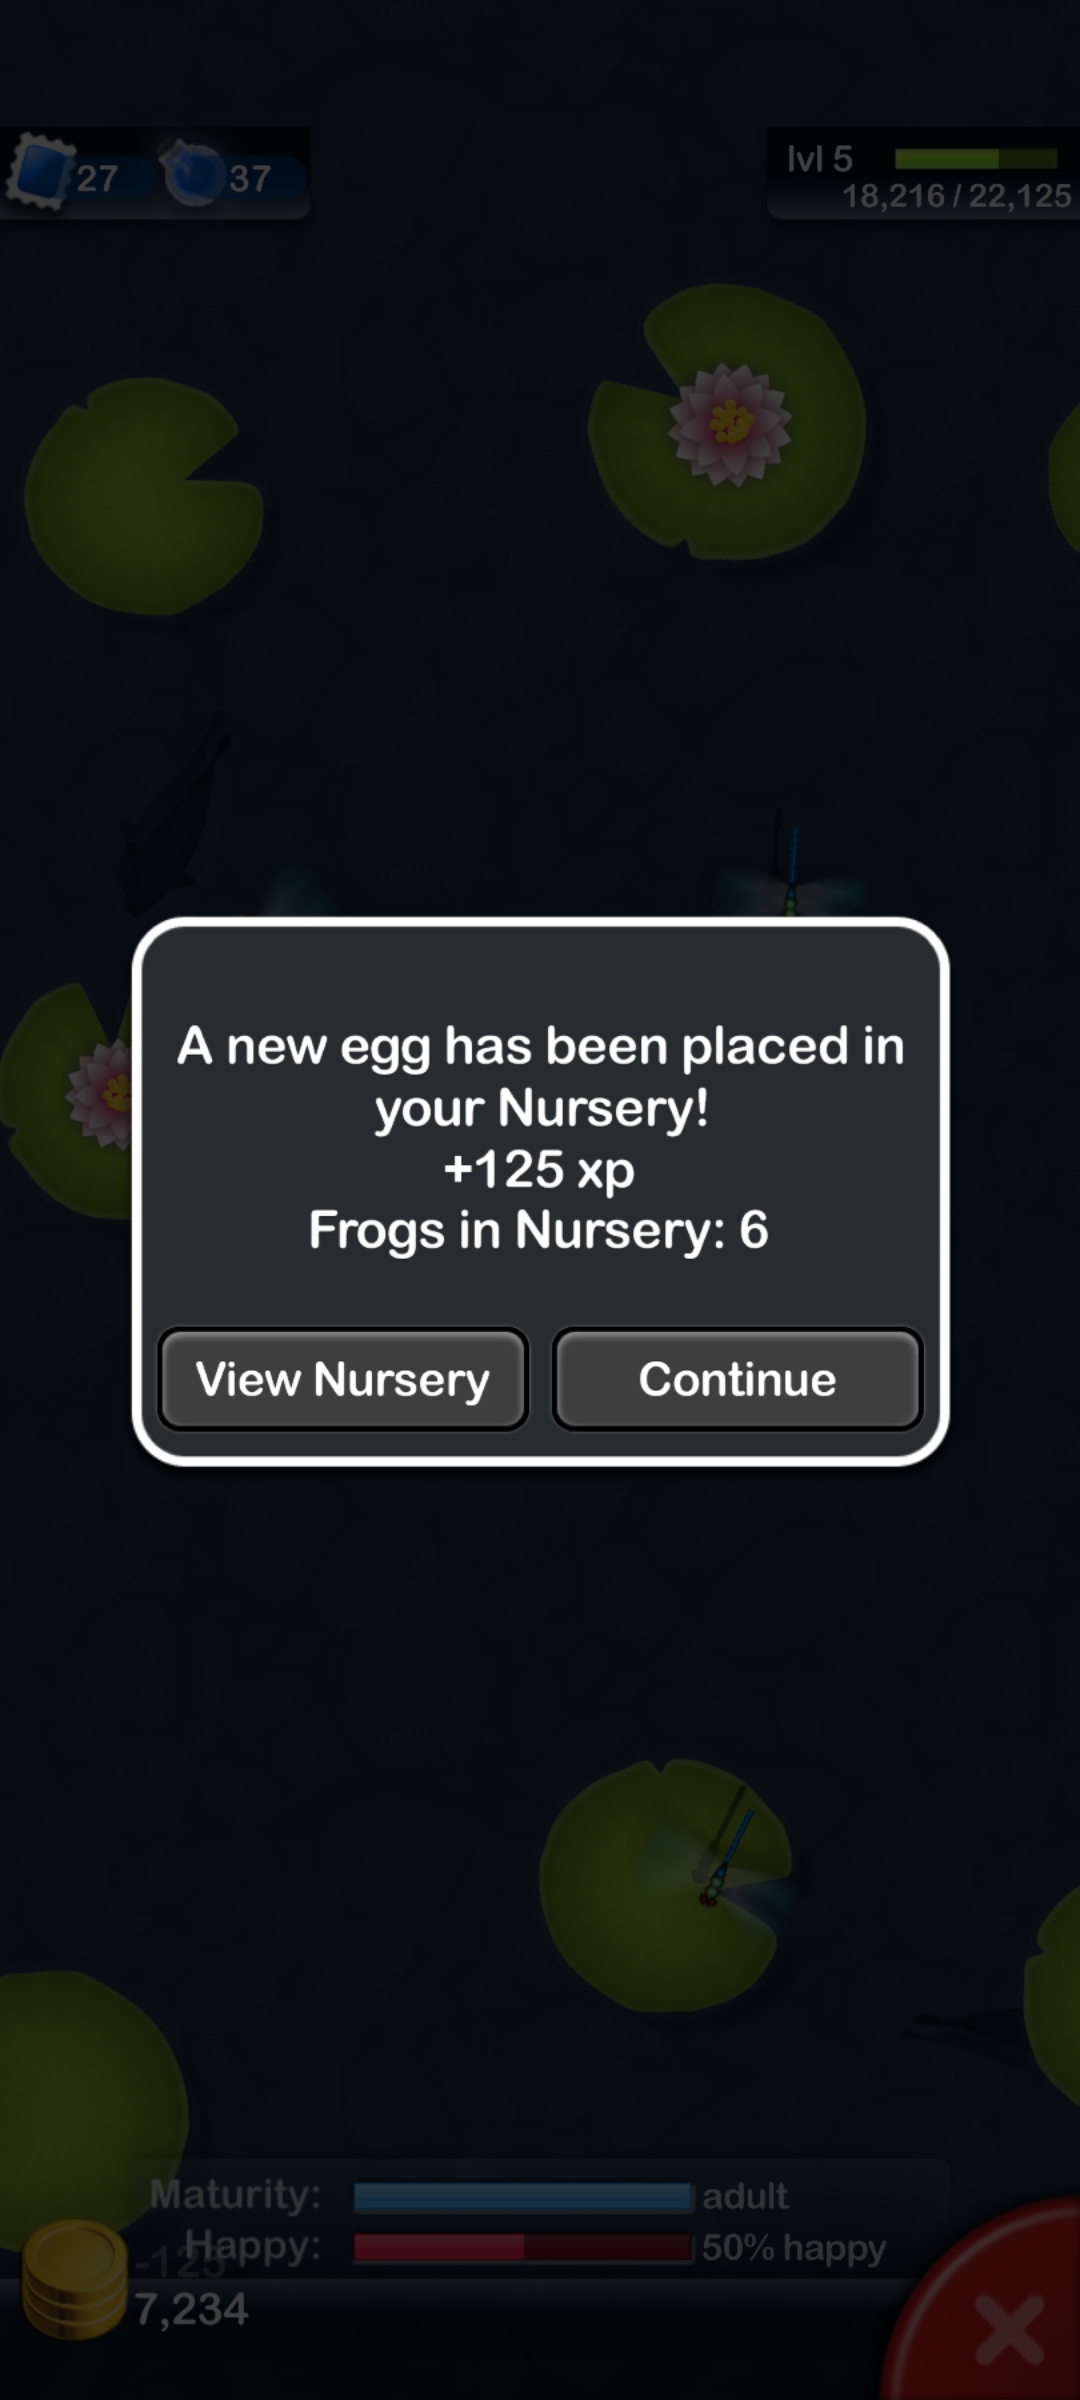 27 37
lvl 5
18,216 / 22,125
A new egg has been placed in
your Nursery!
+125 xp
Frogs in Nursery: 6
View Nursery Continue
Maturity: adult
Happy: 50% happy
-125
7,234